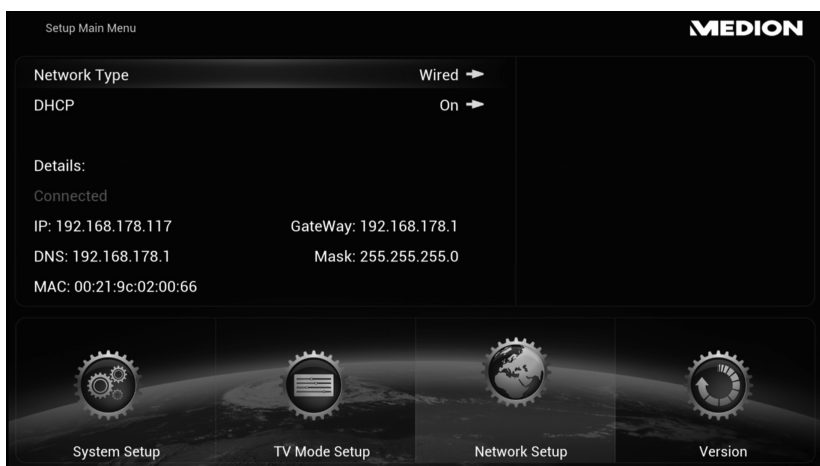 Setup Main Menu
MEDION
Network Type Wired
DHCP On
Details:
Connected
IP: 192.168.178.117 GateWay: 192.168.178.1
DNS: 192.168.178.1 Mask: 255.255.255.0
MAC: 00:21:9c:02:00:66
System Setup TV Mode Setup Network Setup Version